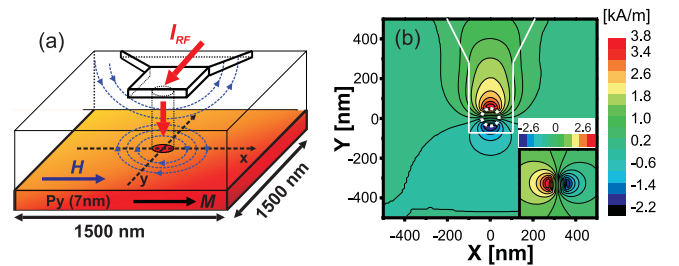 (a)
I_RF
x
y
H
Py (7nm)
M
1500 nm
1500 nm
(b)
[kA/m]
Y [nm]
400
200
0
-200
-400
-400 -200 0 200 400
X [nm]
-2.6 0 2.6
3.8
3.4
2.6
1.8
1.0
0.2
-0.6
-1.4
-2.2